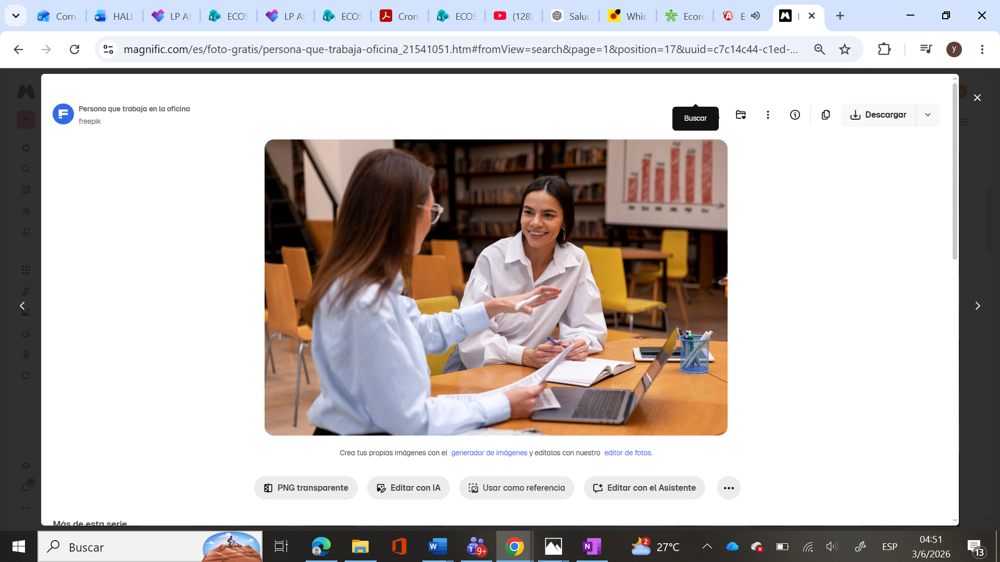 Corre
HALL
LP At
ECOS
LP At
ECOS
Cron
ECOS
(128)
Saluc
Whis
Ecore
E
magnific.com/es/foto-gratis/persona-que-trabaja-oficina_21541051.htm#fromView=search&page=1&position=17&uuid=c7c14c44-c1ed-...
y
Persona que trabaja en la oficina
freepik
Buscar
Descargar
Crea tus propias imágenes con el generador de imágenes y edítalas con nuestro editor de fotos.
PNG transparente
Editar con IA
Usar como referencia
Editar con el Asistente
Más de esta serie
Buscar
9+
2
27°C
ESP
04:51
3/6/2026
13